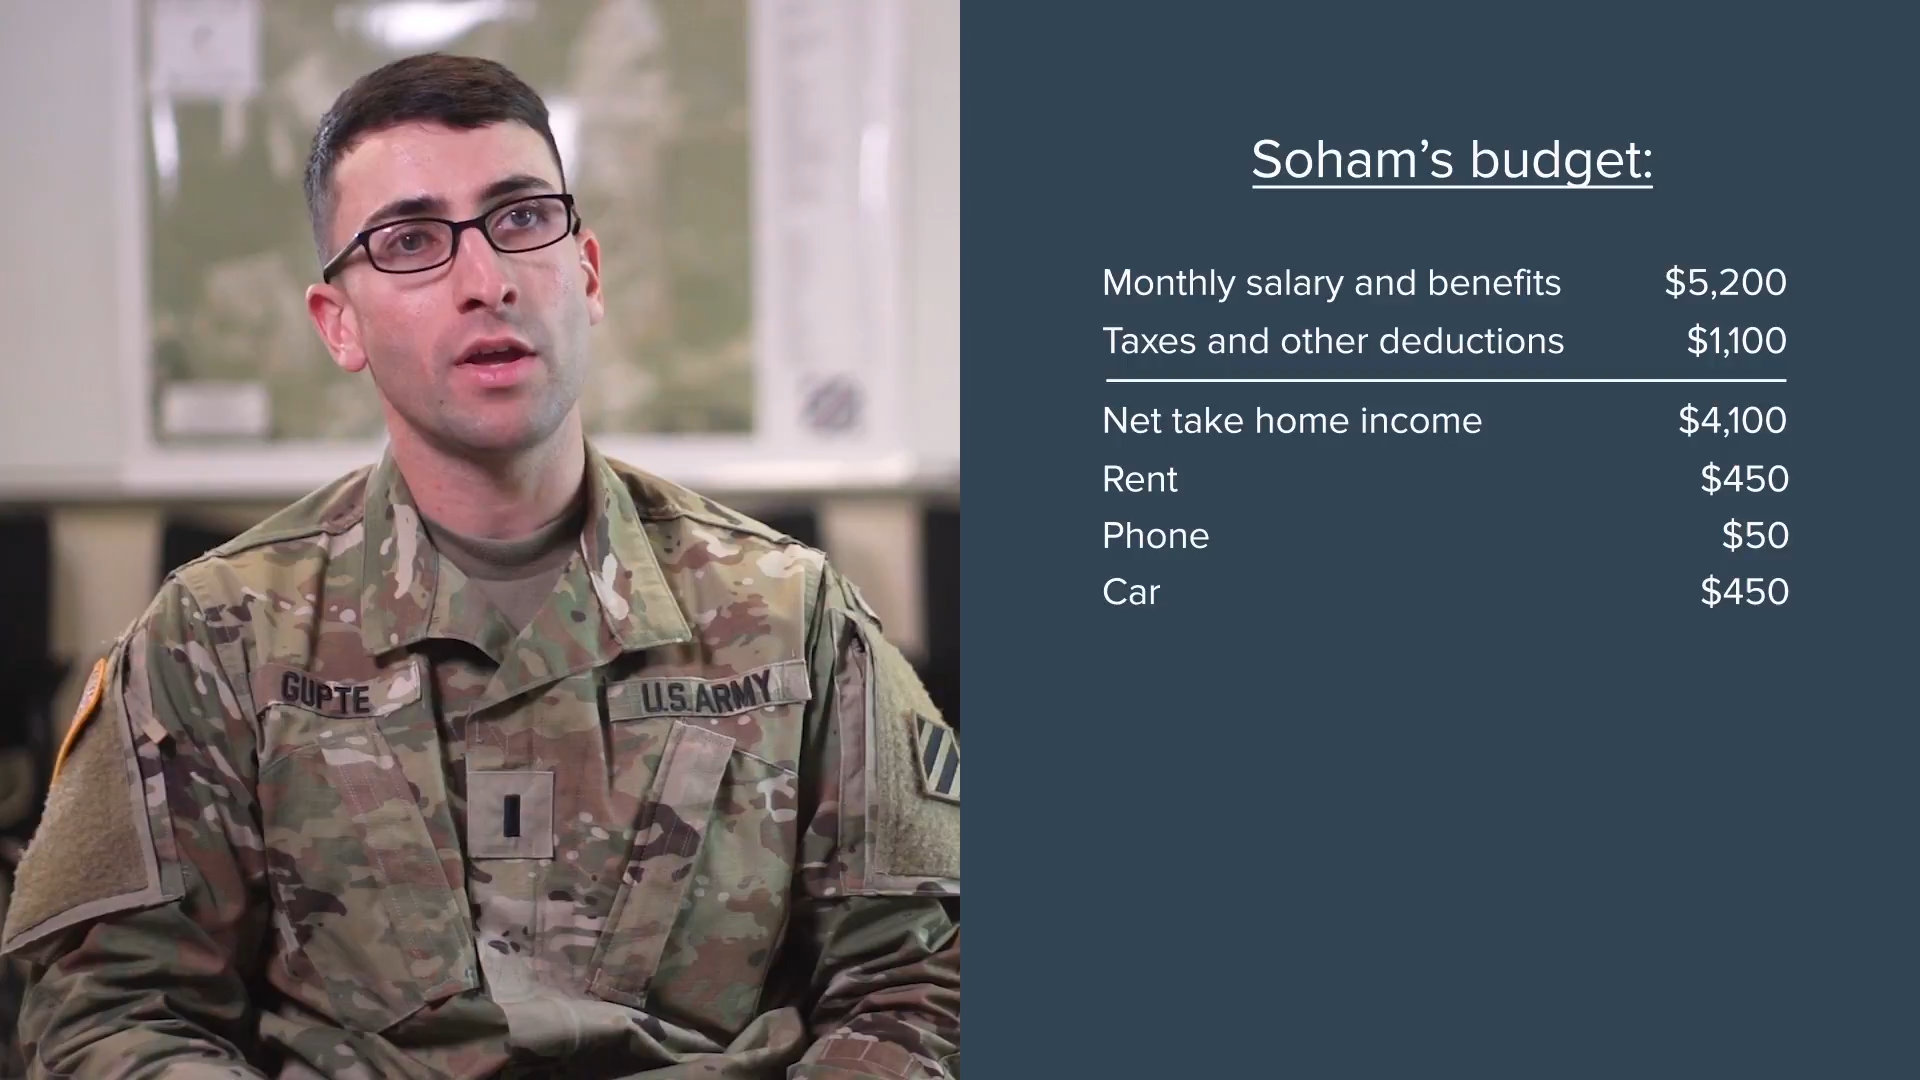 Soham's budget:
Monthly salary and benefits $5,200
Taxes and other deductions $1,100
Net take home income $4,100
Rent $450
Phone $50
Car $450
GUPTE
U.S. ARMY